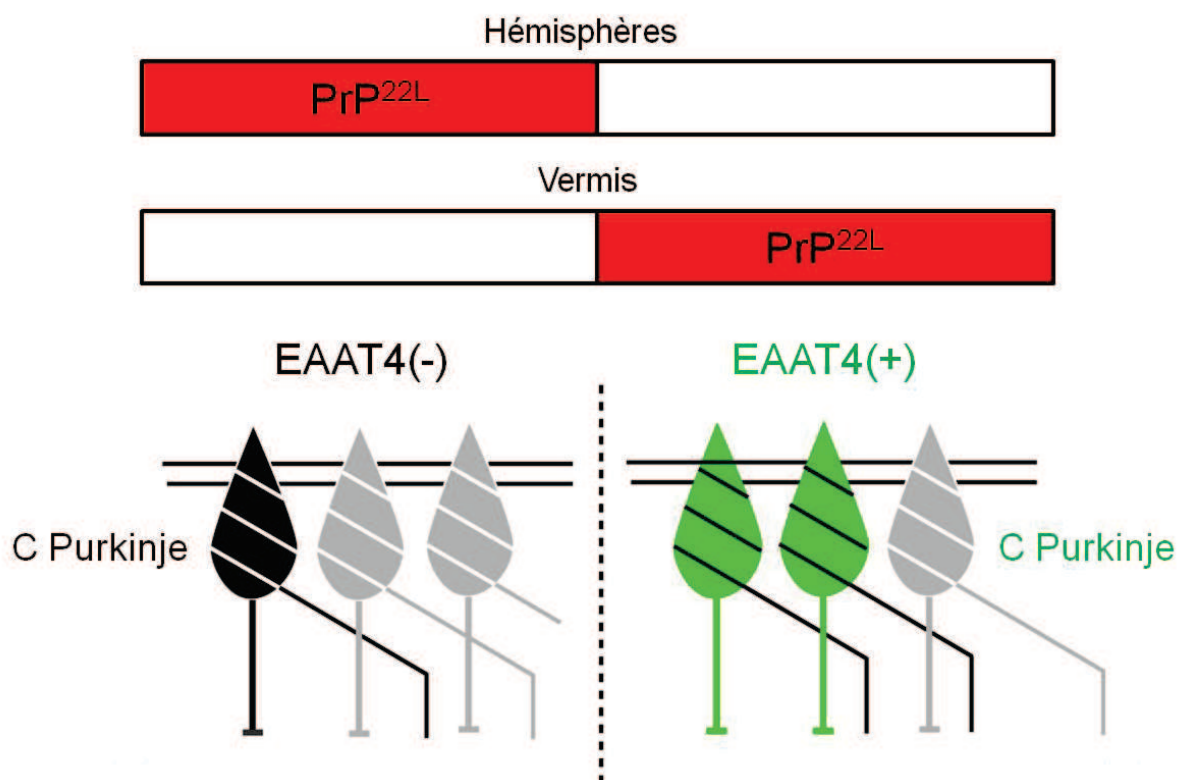 Hémisphères
PrP²²ᴸ
Vermis
PrP²²ᴸ
EAAT4(-)
EAAT4(+)
C Purkinje
C Purkinje